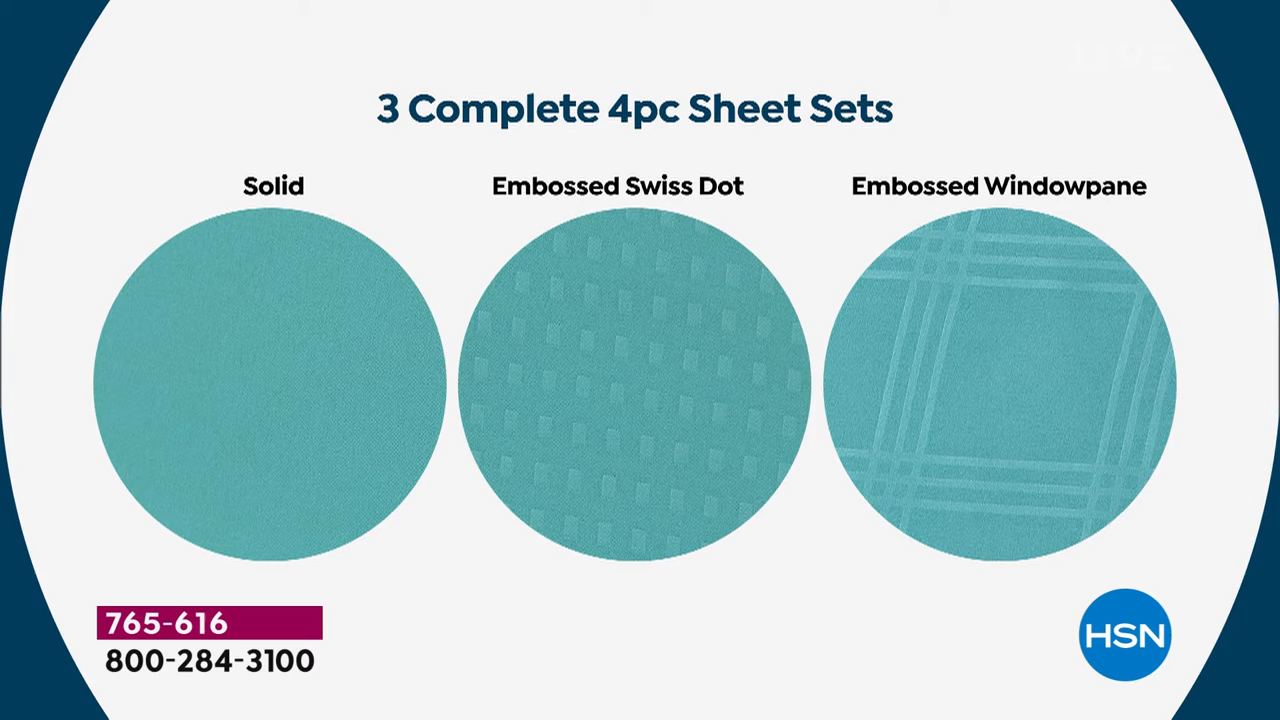 3 Complete 4pc Sheet Sets
Solid
Embossed Swiss Dot
Embossed Windowpane
765-616
800-284-3100
HSN